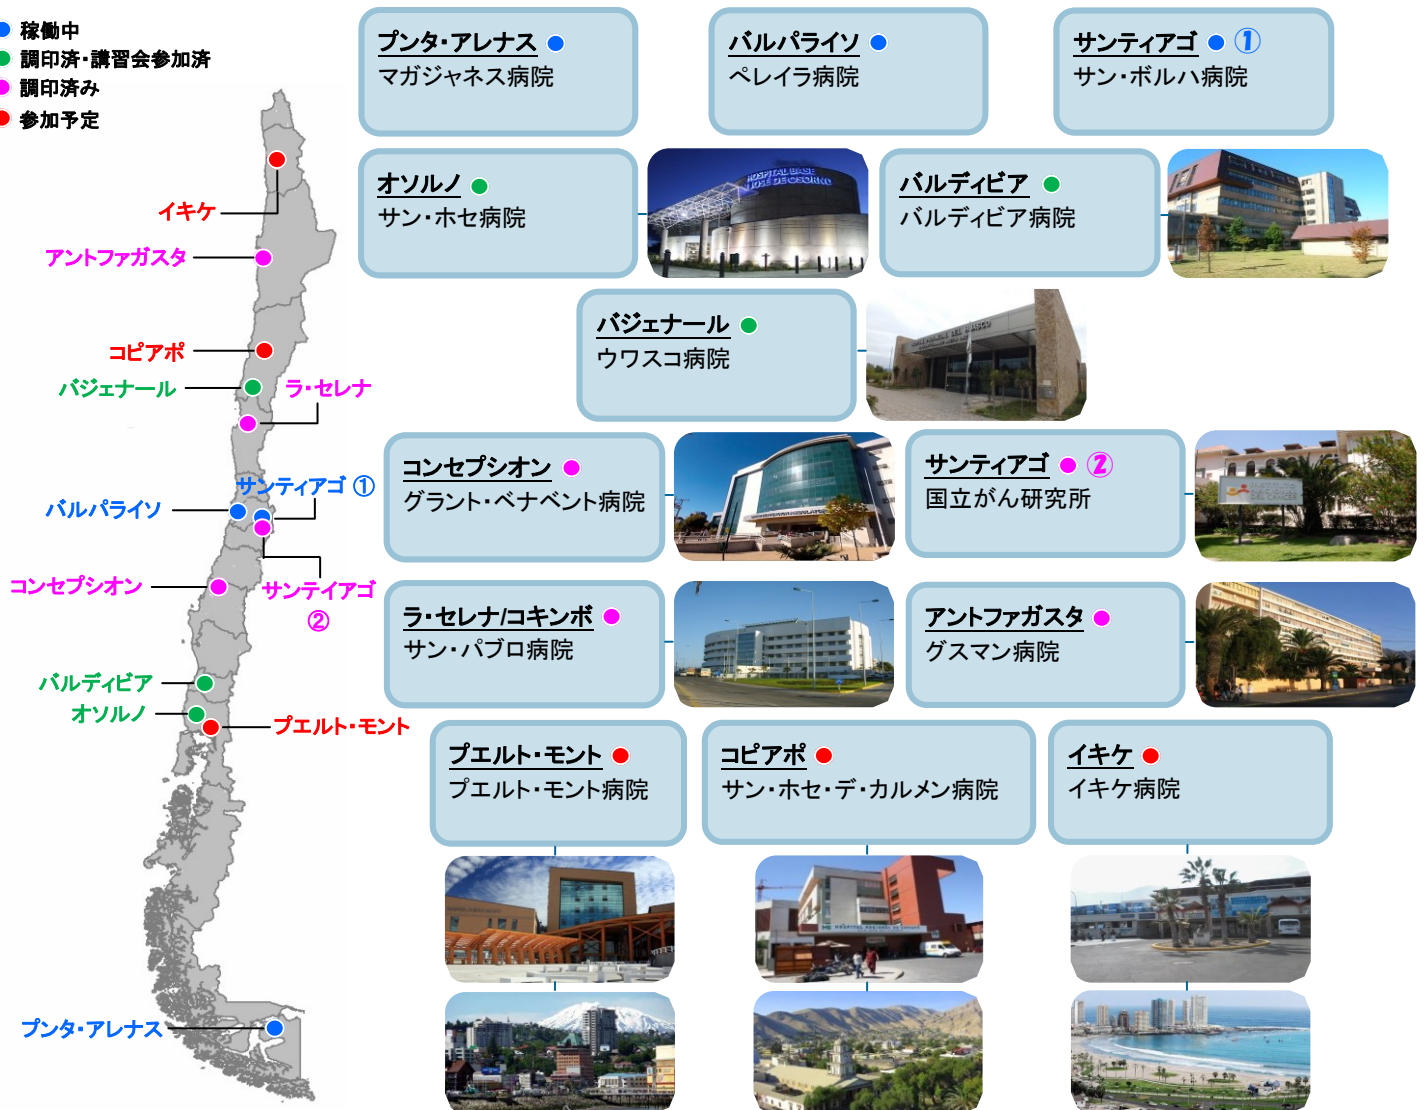 稼働中
調印済・講習会参加済
調印済み
参加予定
イキケ
アントファガスタ
コピアポ
バジェナール
ラ・セレナ
サンティアゴ ①
バルパライソ
コンセプシオン
サンテイアゴ
②
バルディビア
オソルノ
プエルト・モント
プンタ・アレナス
プンタ・アレナス
マガジャネス病院
バルパライソ
ペレイラ病院
サンティアゴ ①
サン・ボルハ病院
オソルノ
サン・ホセ病院
HOSPITAL BASE
JOSE DE OSORNO
バルディビア
バルディビア病院
バジェナール
ウワスコ病院
コンセプシオン
グラント・ベナベント病院
サンティアゴ ②
国立がん研究所
ラ・セレナ/コキンボ
サン・パブロ病院
アントファガスタ
グスマン病院
プエルト・モント
プエルト・モント病院
コピアポ
サン・ホセ・デ・カルメン病院
HOSPITAL REGIONAL DE COPIAPO
イキケ
イキケ病院